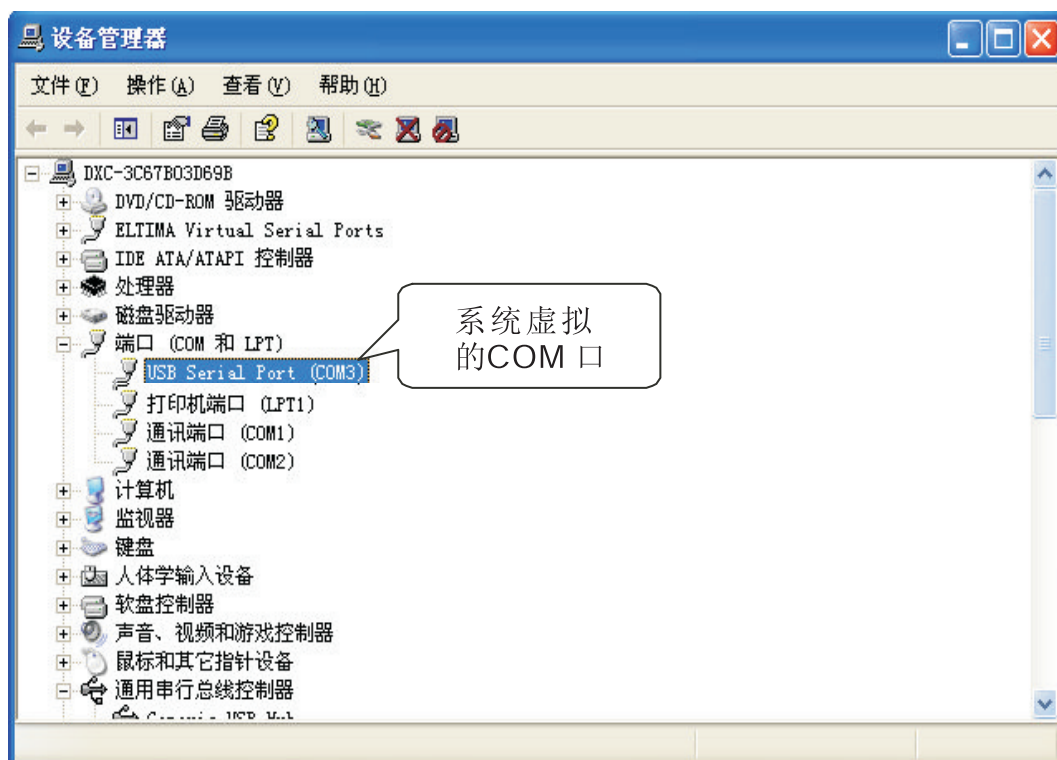 设备管理器
文件(F) 操作(A) 查看(V) 帮助(H)
DXC-3C67B03D69B
DVD/CD-ROM 驱动器
ELTIMA Virtual Serial Ports
IDE ATA/ATAPI 控制器
处理器
磁盘驱动器
端口 (COM 和 LPT)
USB Serial Port (COM3)
系统虚拟
的COM 口
打印机端口 (LPT1)
通讯端口 (COM1)
通讯端口 (COM2)
计算机
监视器
键盘
人体学输入设备
软盘控制器
声音、视频和游戏控制器
鼠标和其它指针设备
通用串行总线控制器
Generic USB Hub